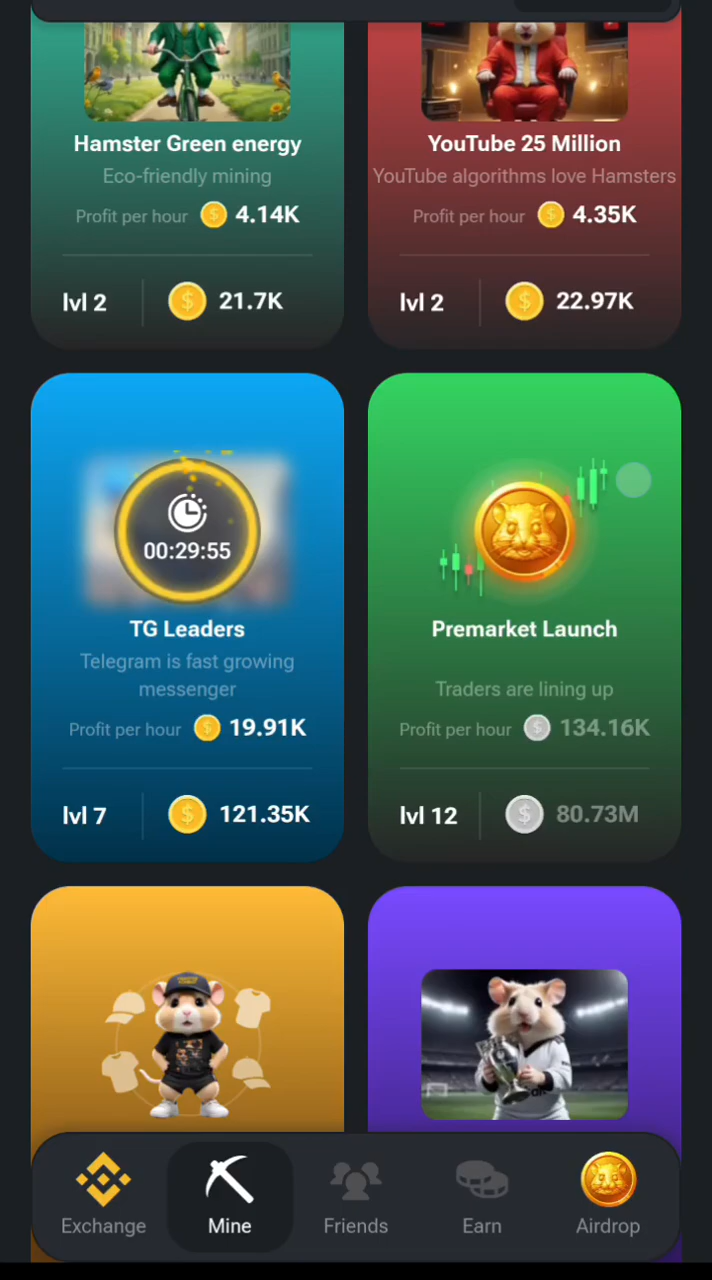 Hamster Green energy
Eco-friendly mining
Profit per hour 4.14K
lvl 2 21.7K
YouTube 25 Million
YouTube algorithms love Hamsters
Profit per hour 4.35K
lvl 2 22.97K
00:29:55
TG Leaders
Telegram is fast growing
messenger
Profit per hour 19.91K
lvl 7 121.35K
Premarket Launch
Traders are lining up
Profit per hour 134.16K
lvl 12 80.73M
Exchange
Mine
Friends
Earn
Airdrop